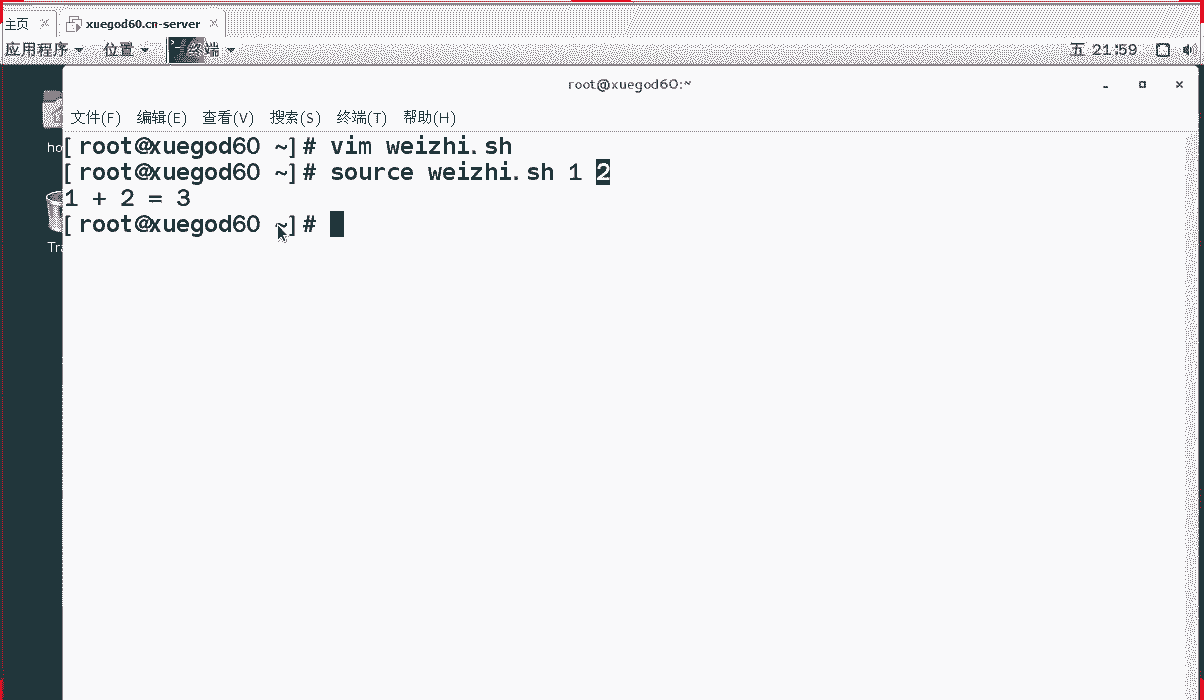 主页 × xuegod60.cn-server ×
应用程序 位置 终端 五 21:59
root@xuegod60:~
文件(F) 编辑(E) 查看(V) 搜索(S) 终端(T) 帮助(H)
[root@xuegod60 ~]# vim weizhi.sh
ho
[root@xuegod60 ~]# source weizhi.sh 1 2
1 + 2 = 3
[root@xuegod60 ~]#
Tra